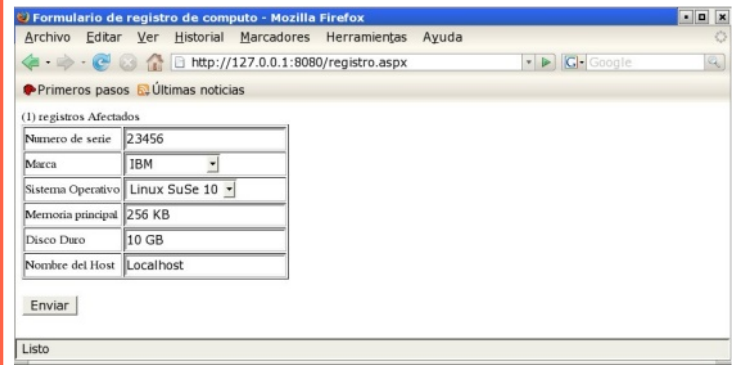 Formulario de registro de computo - Mozilla Firefox
Archivo Editar Ver Historial Marcadores Herramientas Ayuda
http://127.0.0.1:8080/registro.aspx G Google
Primeros pasos Últimas noticias
(1) registros Afectados
Numero de serie 23456
Marca IBM
Sistema Operativo Linux SuSe 10
Memoria principal 256 KB
Disco Duro 10 GB
Nombre del Host Localhost
Enviar
Listo